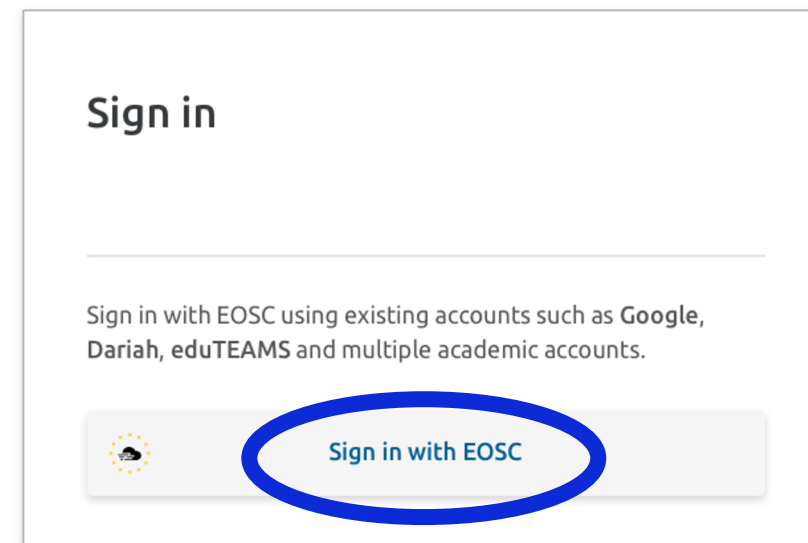 Sign in
Sign in with EOSC using existing accounts such as Google,
Dariah, eduTEAMS and multiple academic accounts.
Sign in with EOSC